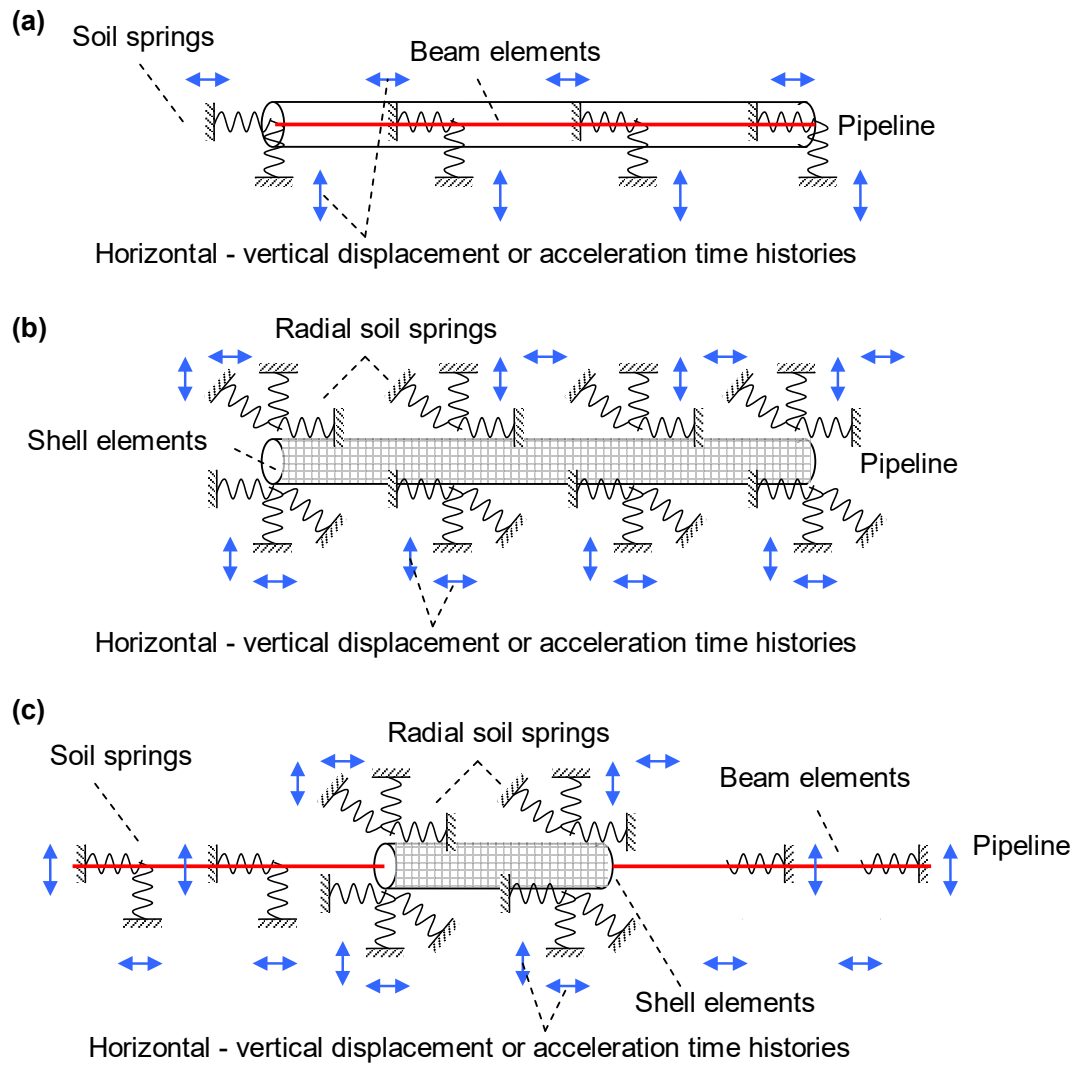 (a)
Soil springs
Beam elements
Pipeline
Horizontal - vertical displacement or acceleration time histories
(b)
Radial soil springs
Shell elements
Pipeline
Horizontal - vertical displacement or acceleration time histories
(c)
Radial soil springs
Soil springs
Beam elements
Pipeline
Shell elements
Horizontal - vertical displacement or acceleration time histories